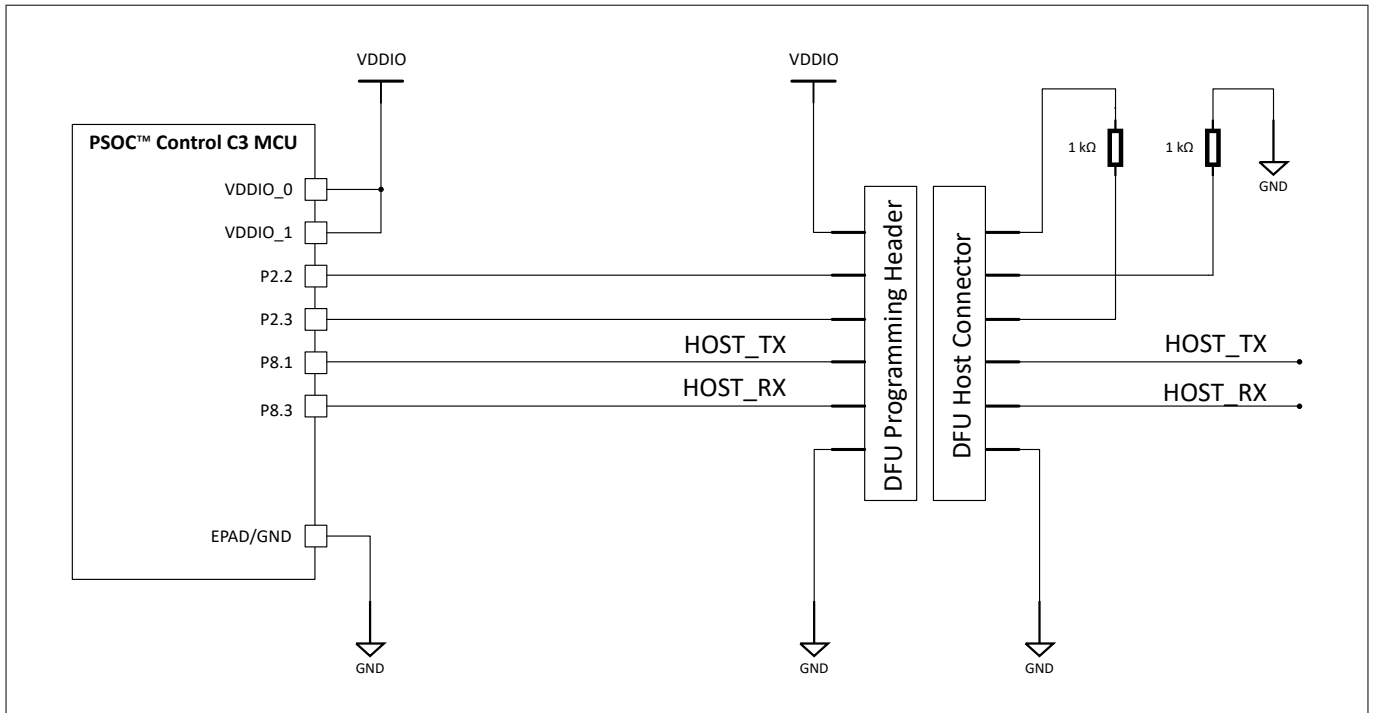 VDDIO
VDDIO
PSOC™ Control C3 MCU
1 kΩ
1 kΩ
VDDIO_0
GND
VDDIO_1
P2.2
P2.3
HOST_TX
HOST_TX
P8.1
HOST_RX
HOST_RX
P8.3
DFU Programming Header
DFU Host Connector
EPAD/GND
GND
GND
GND